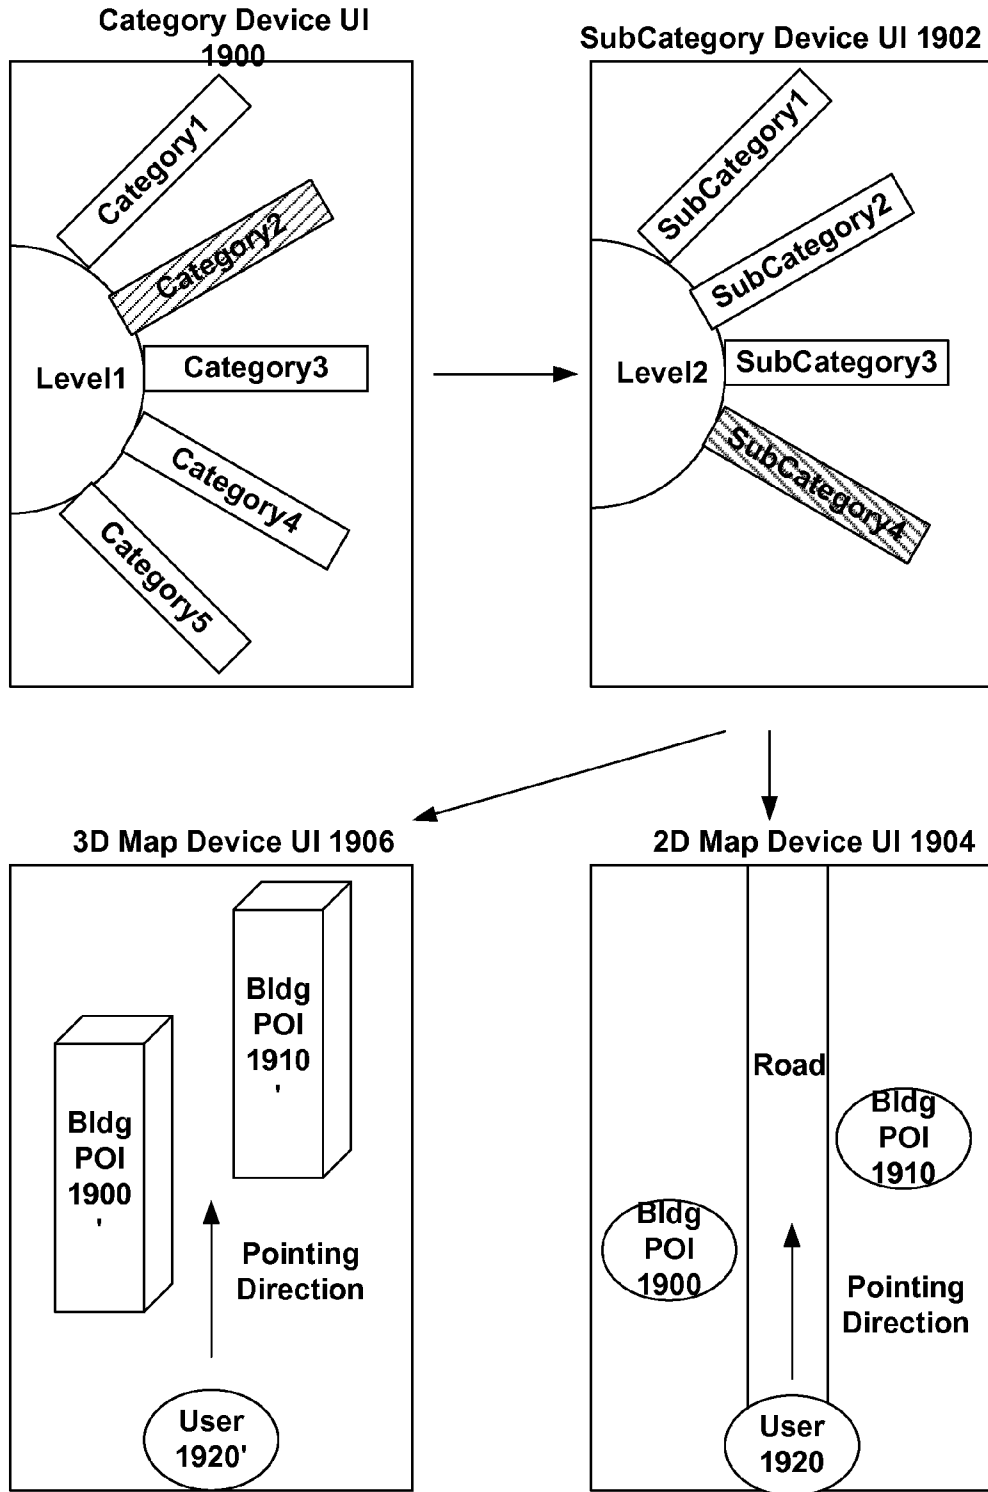 Category Device UI
1900
SubCategory Device UI 1902
Category1
Category2
Level1
Category3
Category4
Category5
SubCategory1
SubCategory2
Level2
SubCategory3
SubCategory4
3D Map Device UI 1906
2D Map Device UI 1904
Bldg
POI
1910
'
Bldg
POI
1900
'
Pointing
Direction
User
1920'
Road
Bldg
POI
1910
Bldg
POI
1900
Pointing
Direction
User
1920